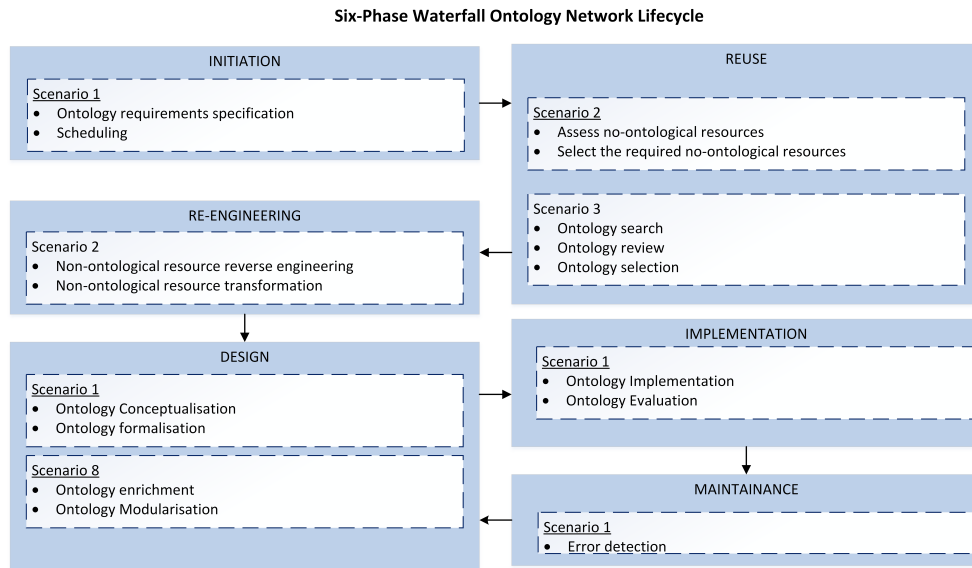 Six-Phase Waterfall Ontology Network Lifecycle
INITIATION
Scenario 1
• Ontology requirements specification
• Scheduling
REUSE
Scenario 2
• Assess no-ontological resources
• Select the required no-ontological resources
Scenario 3
• Ontology search
• Ontology review
• Ontology selection
RE-ENGINEERING
Scenario 2
• Non-ontological resource reverse engineering
• Non-ontological resource transformation
DESIGN
Scenario 1
• Ontology Conceptualisation
• Ontology formalisation
Scenario 8
• Ontology enrichment
• Ontology Modularisation
IMPLEMENTATION
Scenario 1
• Ontology Implementation
• Ontology Evaluation
MAINTAINANCE
Scenario 1
• Error detection